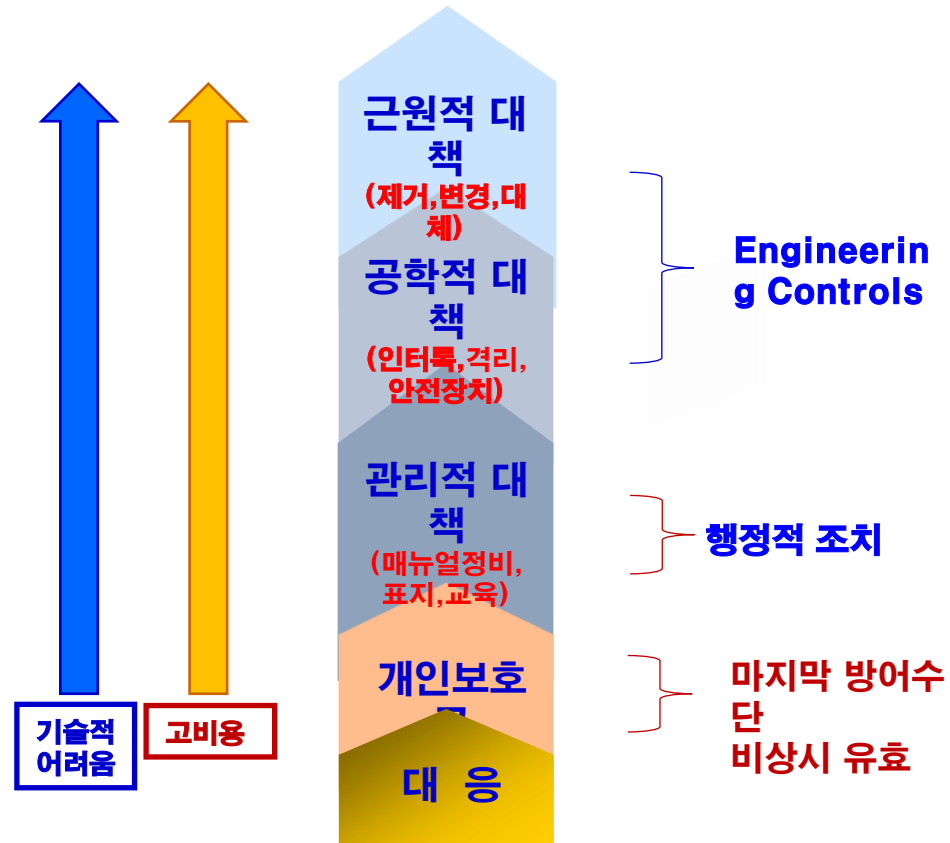 근원적 대
책
(제거,변경,대
체)
공학적 대
책
(인터록,격리,
안전장치)
관리적 대
책
(매뉴얼정비,
표지,교육)
개인보호
대 응
Engineerin
g Controls
행정적 조치
마지막 방어수
단
비상시 유효
기술적
어려움
고비용